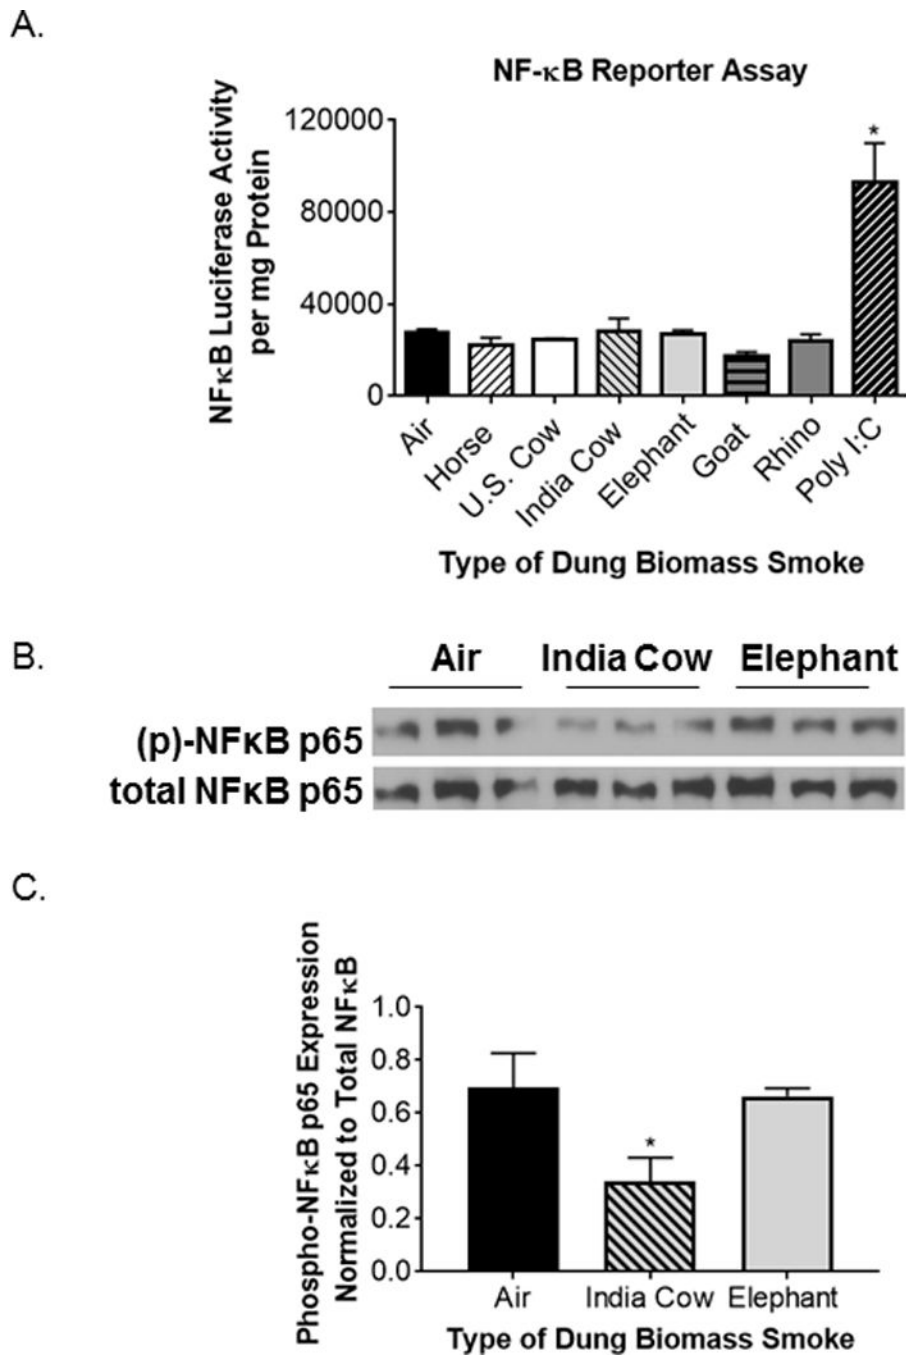 A.
NF-κB Reporter Assay
NFκB Luciferase Activity
per mg Protein
120000
80000
40000
0
*
Air
Horse
U.S. Cow
India Cow
Elephant
Goat
Rhino
Poly I:C
Type of Dung Biomass Smoke
B.
Air India Cow Elephant
(p)-NFκB p65
total NFκB p65
C.
Phospho-NFκB p65 Expression
Normalized to Total NFκB
1.0
0.8
0.6
0.4
0.2
0.0
*
Air India Cow Elephant
Type of Dung Biomass Smoke